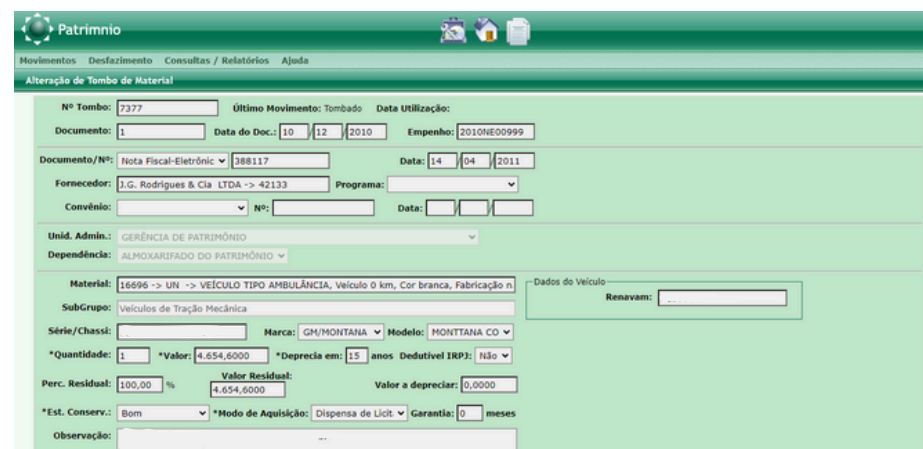 Patrimnio
Movimentos Desfazimento Consultas / Relatórios Ajuda
Alteração de Tombo de Material
Nº Tombo: 7377 Último Movimento: Tombado Data Utilização:
Documento: 1 Data do Doc.: 10 / 12 / 2010 Empenho: 2010NE00999
Documento/Nº: Nota Fiscal-Eletrônic 388117 Data: 14 / 04 / 2011
Fornecedor: J.G. Rodrigues & Cia LTDA -> 42133 Programa:
Convênio: Nº: Data: / /
Unid. Admin.: GERÊNCIA DE PATRIMÔNIO
Dependência: ALMOXARIFADO DO PATRIMÔNIO
Material: 16696 -> UN -> VEÍCULO TIPO AMBULÂNCIA, Veículo 0 km, Cor branca, Fabricação n
Dados do Veículo
Renavam:
SubGrupo: Veículos de Tração Mecânica
Série/Chassi: Marca: GM/MONTANA Modelo: MONTTANA CO
*Quantidade: 1 *Valor: 4.654,6000 *Deprecia em: 15 anos Dedutível IRPJ: Não
Perc. Residual: 100,00 % Valor Residual: 4.654,6000 Valor a depreciar: 0,0000
*Est. Conserv.: Bom *Modo de Aquisição: Dispensa de Licit Garantia: 0 meses
Observação: